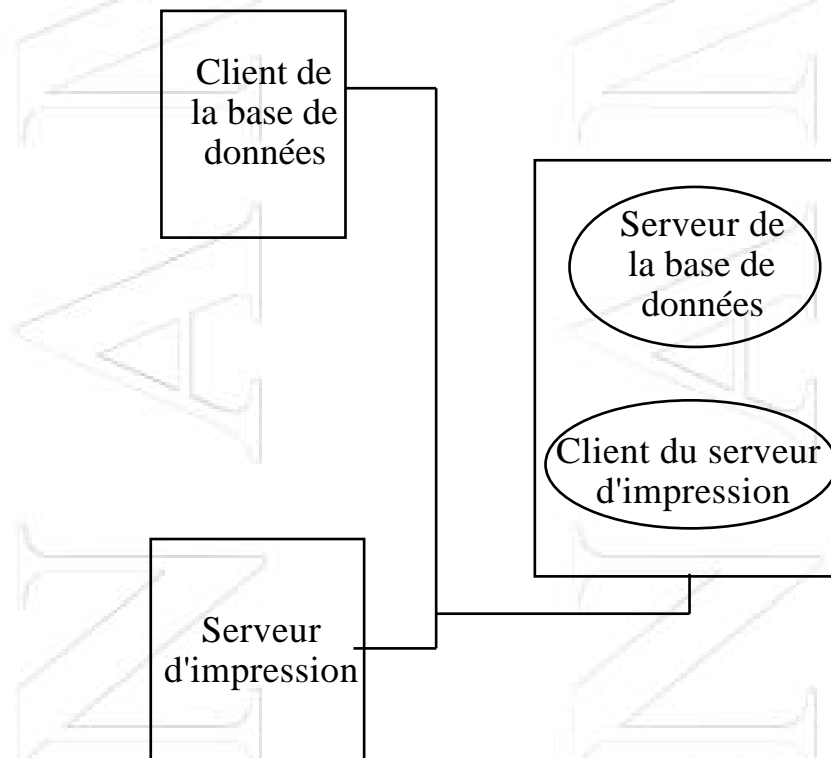 Client de
la base de
données
Serveur de
la base de
données
Client du serveur
d'impression
Serveur
d'impression